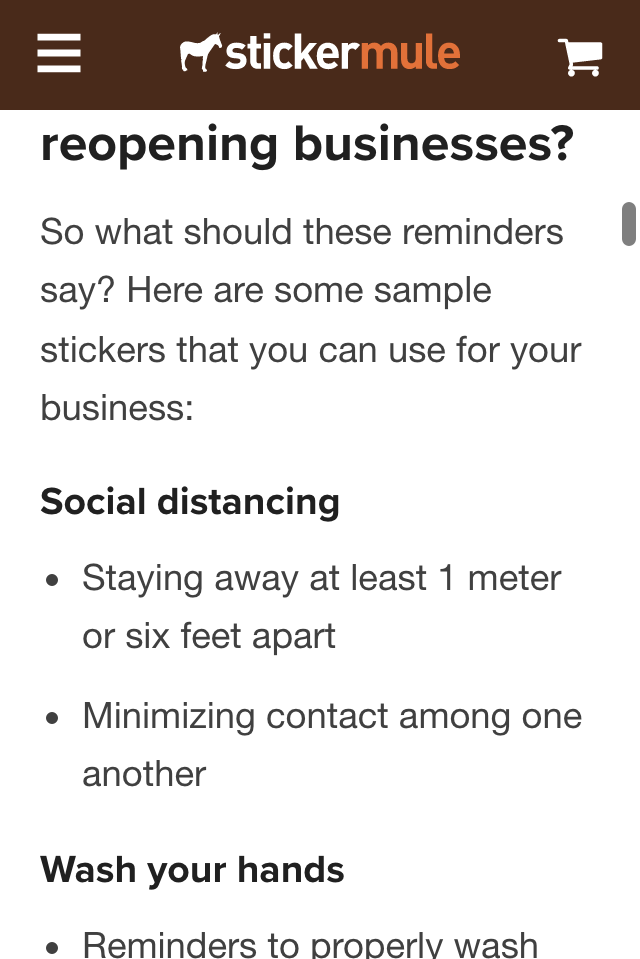 stickermule
reopening businesses?
So what should these reminders
say? Here are some sample
stickers that you can use for your
business:
Social distancing
• Staying away at least 1 meter
or six feet apart
• Minimizing contact among one
another
Wash your hands
• Reminders to properly wash